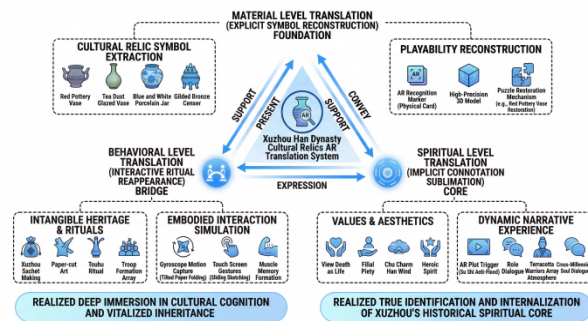 MATERIAL LEVEL TRANSLATION
(EXPLICIT SYMBOL RECONSTRUCTION)
FOUNDATION
CULTURAL RELIC SYMBOL
EXTRACTION
Red Pottery
Vase
Tea Dust
Glazed Vase
Blue and White
Porcelain Jar
Gilded Bronze
Censer
PLAYABILITY RECONSTRUCTION
AR
AR Recognition
Marker
(Physical Card)
High-Precision
3D Model
Puzzle Restoration
Mechanism
(e.g., Red Pottery Vase
Restoration)
SUPPORT
PRESENT
CONVEY
SUPPORT
AR
Xuzhou Han Dynasty
Cultural Relics AR
Translation System
EXPRESSION
BEHAVIORAL LEVEL
TRANSLATION
(INTERACTIVE RITUAL
REAPPEARANCE)
BRIDGE
SPIRITUAL LEVEL
TRANSLATION
(IMPLICIT CONNOTATION
SUBLIMATION)
CORE
INTANGIBLE HERITAGE
& RITUALS
Xuzhou
Sachet
Making
Paper-cut
Art
Touhu
Ritual
Troop
Formation
Array
EMBODIED INTERACTION
SIMULATION
Gyroscope Motion
Capture
(Tilted Paper Folding)
Touch Screen
Gestures
(Sliding Sketching)
Muscle
Memory
Formation
VALUES & AESTHETICS
View Death
as Life
Filial
Piety
Chu Charm
Han Wind
Heroic
Spirit
DYNAMIC NARRATIVE
EXPERIENCE
AR Plot Trigger
(Su Shi Anti-Flood)
Role
Dialogue
Terracotta
Warriors Array
Atmosphere
Cross-Millennia
Soul Dialogue
REALIZED DEEP IMMERSION IN CULTURAL COGNITION
AND VITALIZED INHERITANCE
REALIZED TRUE IDENTIFICATION AND INTERNALIZATION
OF XUZHOU'S HISTORICAL SPIRITUAL CORE